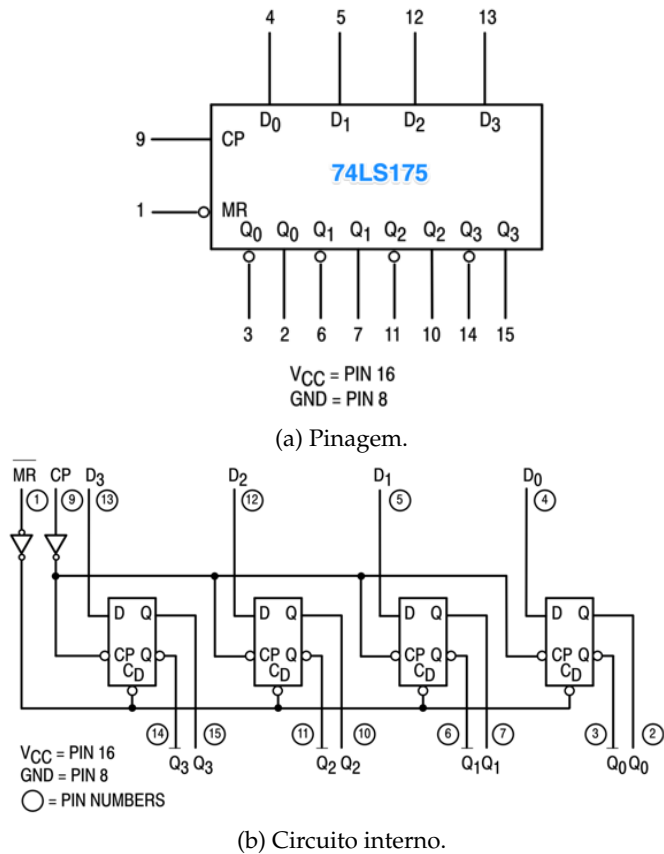 4 5 12 13
D0 D1 D2 D3
9 CP
74LS175
1 MR
Q0 Q0 Q1 Q1 Q2 Q2 Q3 Q3
3 2 6 7 11 10 14 15
VCC = PIN 16
GND = PIN 8
(a) Pinagem.
MR CP D3 D2 D1 D0
1 9 13 12 5 4
D Q D Q D Q D Q
CP Q CP Q CP Q CP Q
CD CD CD CD
14 15 11 10 6 7 3 2
Q3 Q3 Q2 Q2 Q1 Q1 Q0 Q0
VCC = PIN 16
GND = PIN 8
= PIN NUMBERS
(b) Circuito interno.